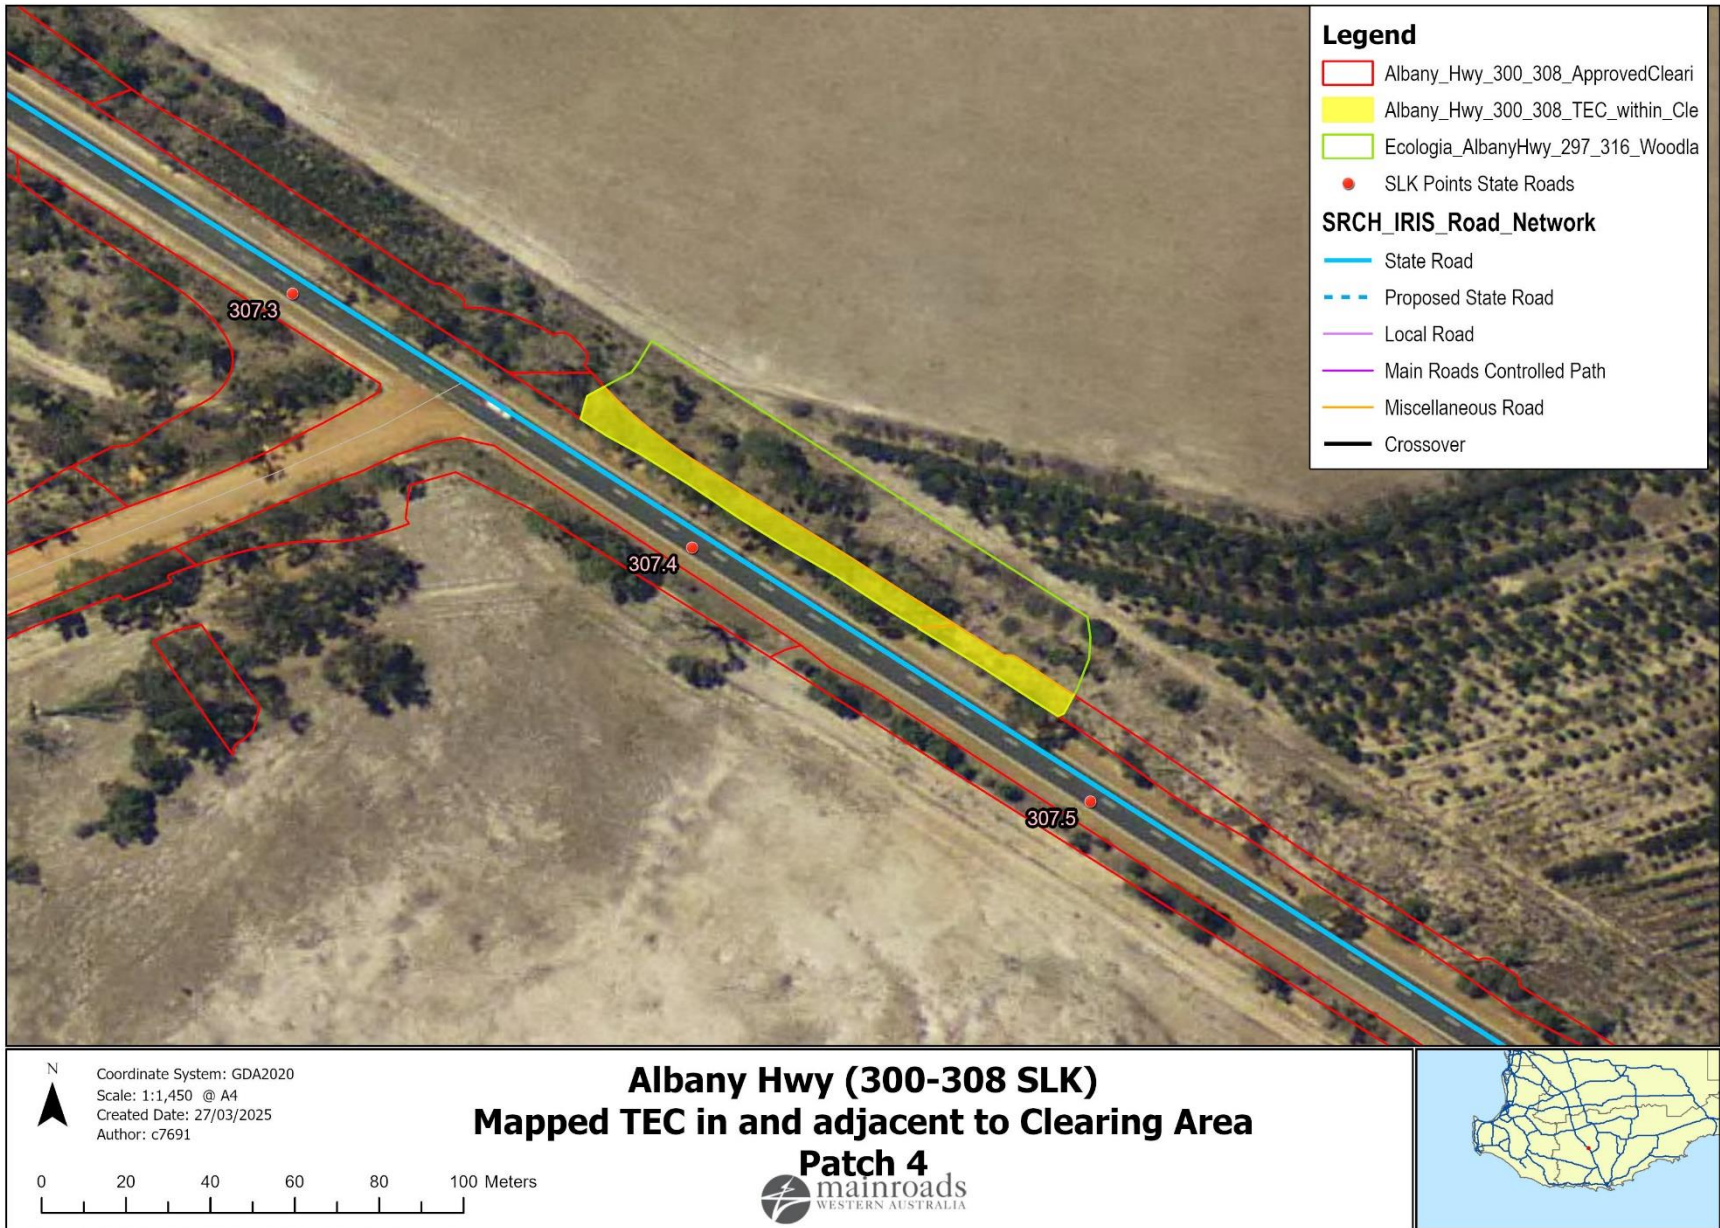 Legend
Albany_Hwy_300_308_ApprovedCleari
Albany_Hwy_300_308_TEC_within_Cle
Ecologia_AlbanyHwy_297_316_Woodla
SLK Points State Roads
SRCH_IRIS_Road_Network
State Road
Proposed State Road
Local Road
Main Roads Controlled Path
Miscellaneous Road
Crossover
307.3
307.4
307.5
N
Coordinate System: GDA2020
Scale: 1:1,450 @ A4
Created Date: 27/03/2025
Author: c7691
0 20 40 60 80 100 Meters
Albany Hwy (300-308 SLK)
Mapped TEC in and adjacent to Clearing Area
Patch 4
mainroads
WESTERN AUSTRALIA